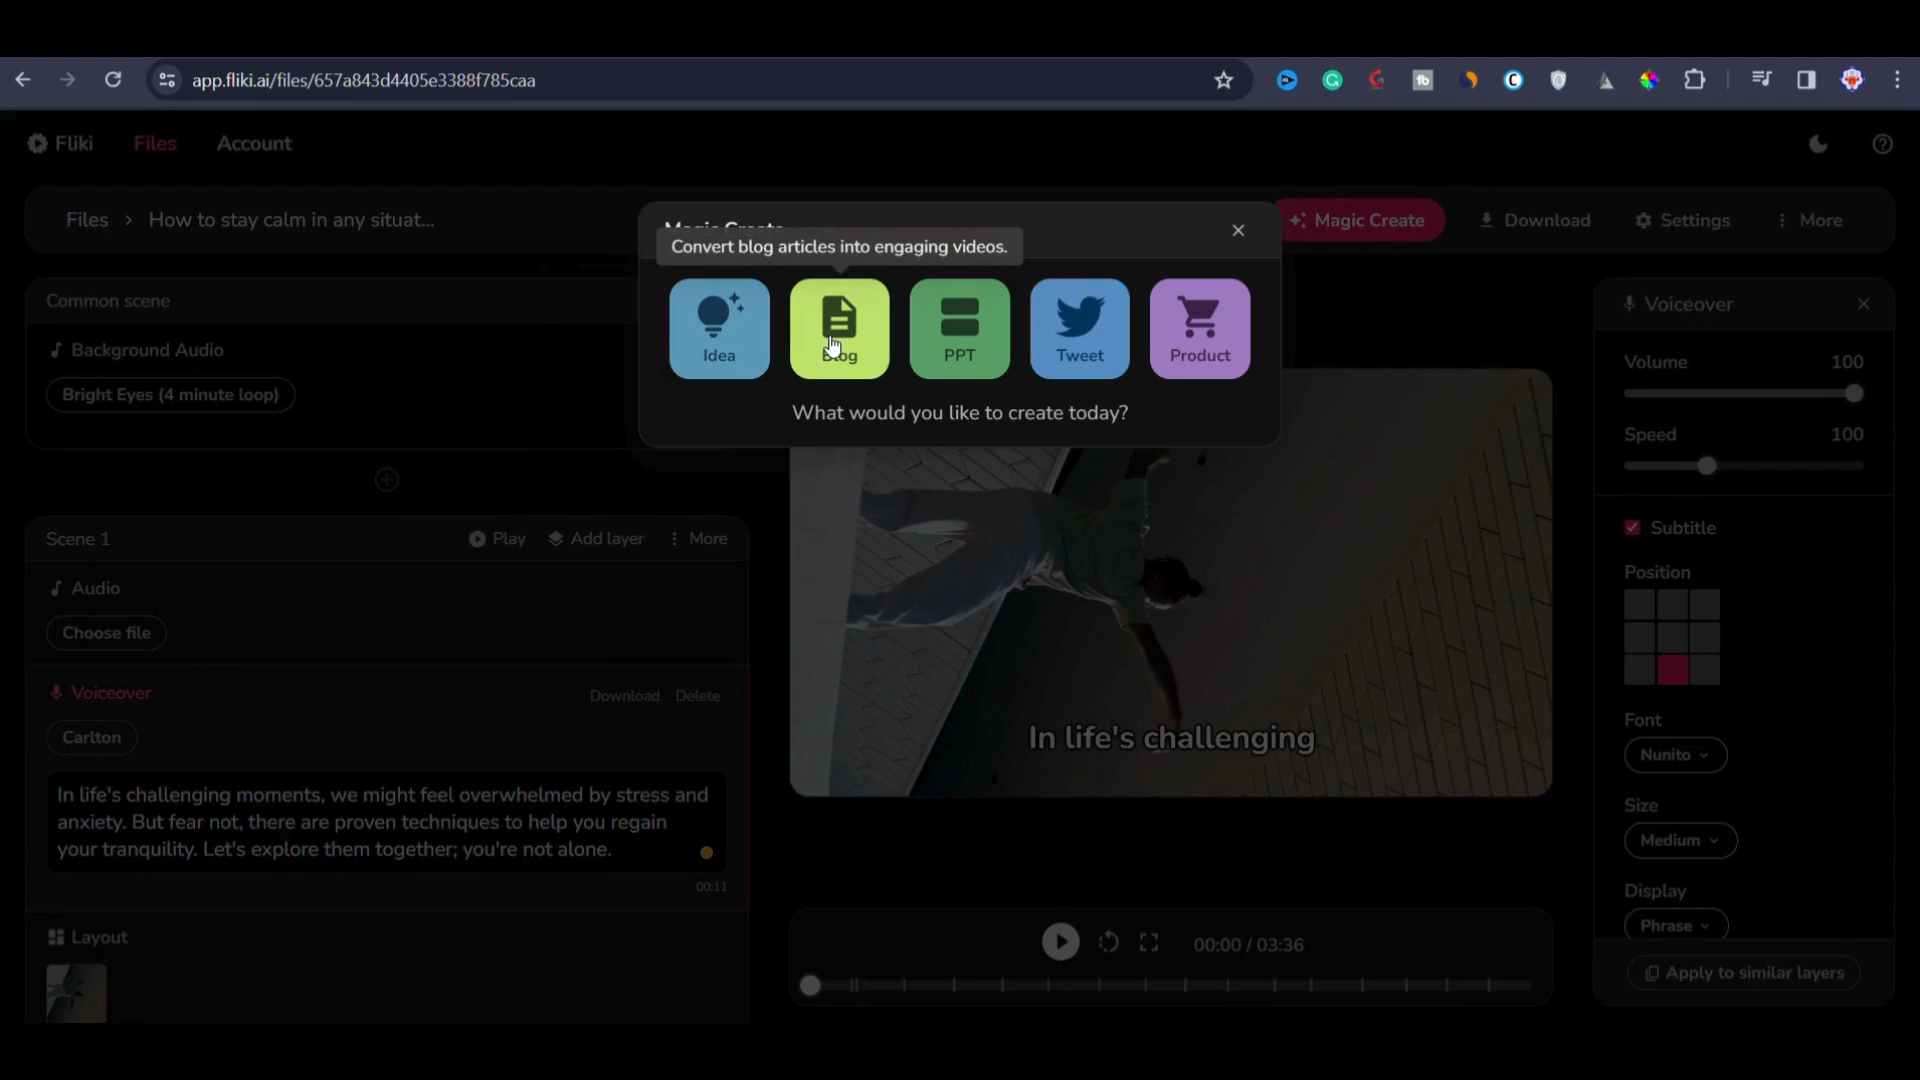 app.fliki.ai/files/657a843d4405e3388f785caa
Fliki
Files
Account
Files > How to stay calm in any situat...
Magic Create
Download
Settings
More
Magic Create
Convert blog articles into engaging videos.
Idea
Blog
PPT
Tweet
Product
What would you like to create today?
Common scene
Background Audio
Bright Eyes (4 minute loop)
Scene 1
Play
Add layer
More
Audio
Choose file
Voiceover
Download
Delete
Carlton
In life's challenging moments, we might feel overwhelmed by stress and
anxiety. But fear not, there are proven techniques to help you regain
your tranquility. Let's explore them together; you're not alone.
00:11
Layout
In life's challenging
00:00 / 03:36
Voiceover
Volume 100
Speed 100
Subtitle
Position
Font
Nunito
Size
Medium
Display
Phrase
Apply to similar layers